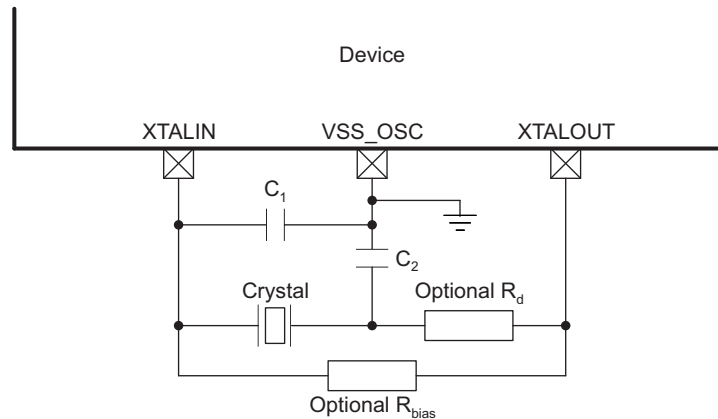 Device
XTALIN
VSS_OSC
XTALOUT
C1
C2
Crystal
Optional Rd
Optional Rbias